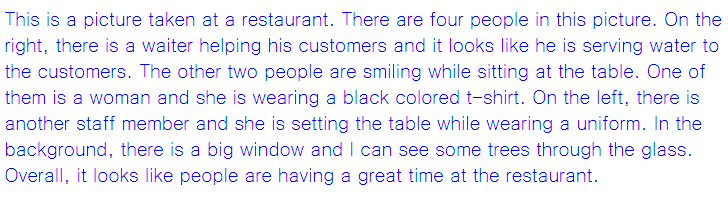 This is a picture taken at a restaurant. There are four people in this picture. On the
right, there is a waiter helping his customers and it looks like he is serving water to
the customers. The other two people are smiling while sitting at the table. One of
them is a woman and she is wearing a black colored t-shirt. On the left, there is
another staff member and she is setting the table while wearing a uniform. In the
background, there is a big window and I can see some trees through the glass.
Overall, it looks like people are having a great time at the restaurant.